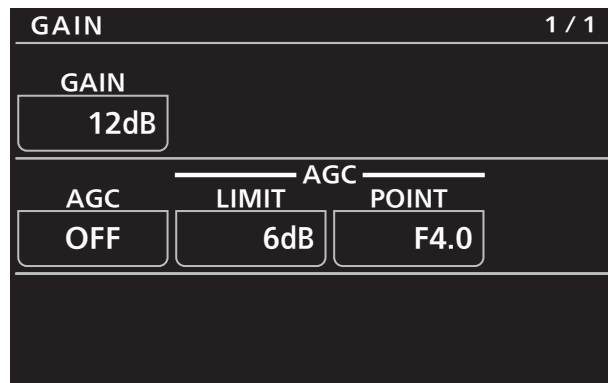 GAIN 1 / 1
GAIN
12dB
AGC
AGC LIMIT POINT
OFF 6dB F4.0